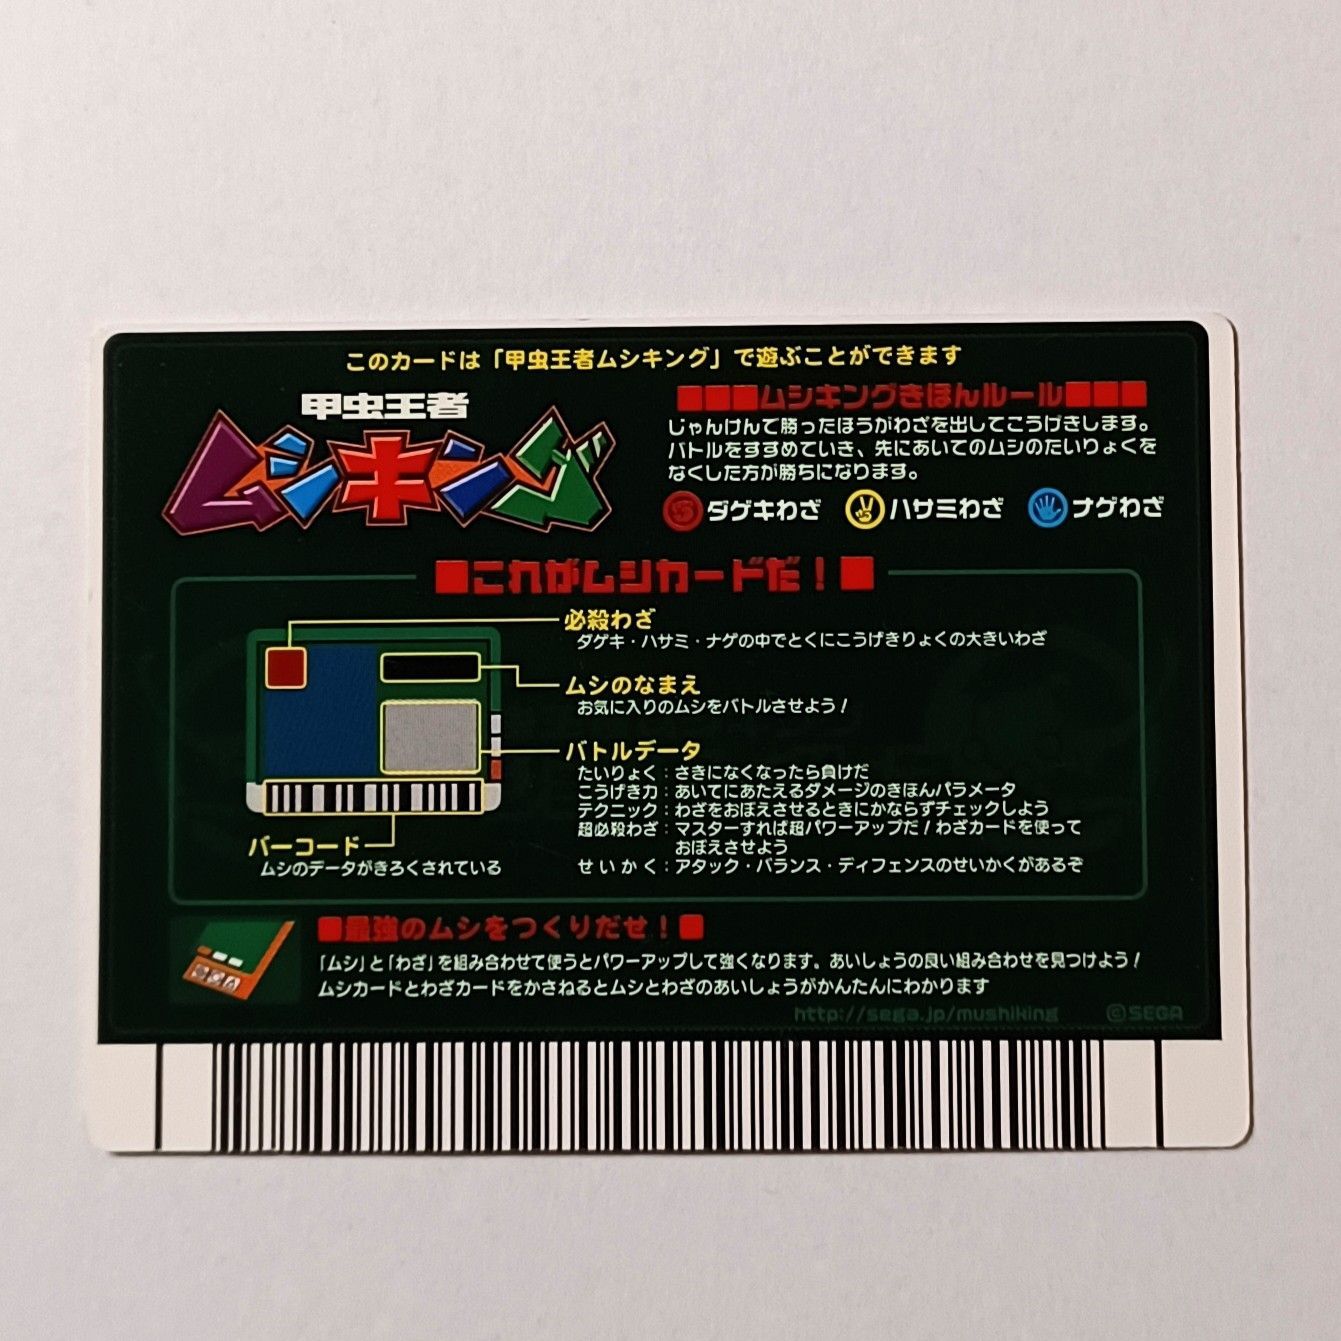 このカードは「甲虫王者ムシキング」で遊ぶことができます
甲虫王者
ムシキング
■■■ムシキングきほんルール■■■
じゃんけんで勝ったほうがわざを出してこうげきします。
バトルをすすめていき、先にあいてのムシのたいりょくを
なくした方が勝ちになります。
ダゲキわざ ハサミわざ ナゲわざ
■これがムシカードだ!■
必殺わざ
ダゲキ・ハサミ・ナゲの中でとくにこうげきりょくの大きいわざ
ムシのなまえ
お気に入りのムシをバトルさせよう!
バトルデータ
たいりょく:さきになくなったら負けだ
こうげき力:あいてにあたえるダメージのきほんパラメータ
テクニック:わざをおぼえさせるときにかならずチェックしよう
超必殺わざ:マスターすれば超パワーアップだ!わざカードを使って
おぼえさせよう
せいかく:アタック・バランス・ディフェンスのせいかくがあるぞ
バーコード
ムシのデータがきろくされている
■最強のムシをつくりだせ!■
「ムシ」と「わざ」を組み合わせて使うとパワーアップして強くなります。あいしょうの良い組み合わせを見つけよう!
ムシカードとわざカードをかさねるとムシとわざのあいしょうがかんたんにわかります
http://sega.jp/mushiking ©SEGA